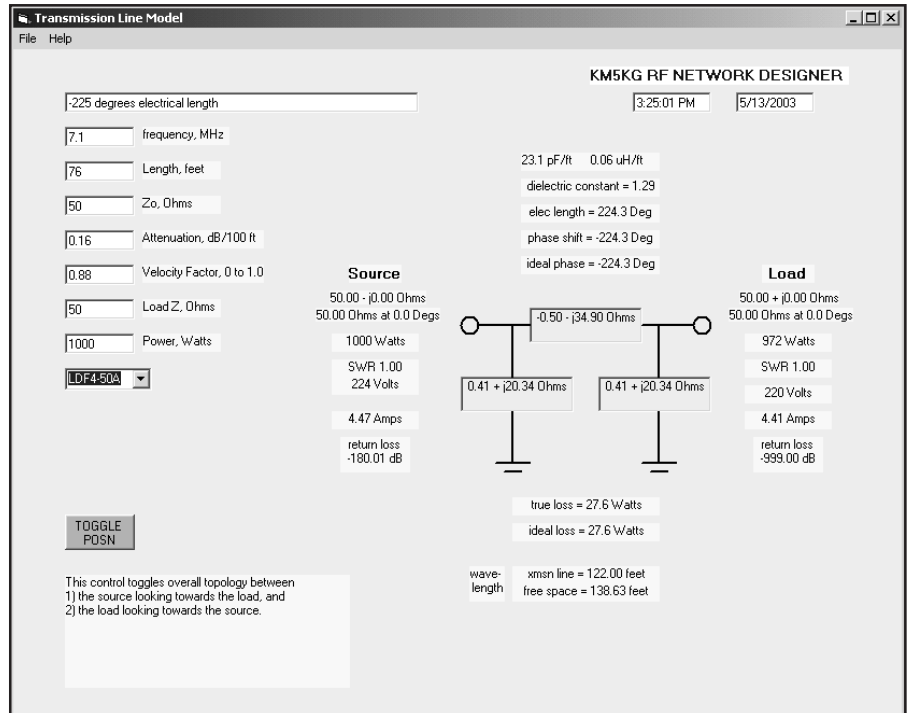 Transmission Line Model
File Help
KM5KG RF NETWORK DESIGNER
-225 degrees electrical length
3:25:01 PM 5/13/2003
7.1 frequency, MHz
76 Length, feet
50 Zo, Ohms
0.16 Attenuation, dB/100 ft
0.88 Velocity Factor, 0 to 1.0
50 Load Z, Ohms
1000 Power, Watts
LDF4-50A
23.1 pF/ft 0.06 uH/ft
dielectric constant = 1.29
elec length = 224.3 Deg
phase shift = -224.3 Deg
ideal phase = -224.3 Deg
Source
50.00 - j0.00 Ohms
50.00 Ohms at 0.0 Degs
1000 Watts
SWR 1.00
224 Volts
4.47 Amps
return loss
-180.01 dB
-0.50 - j34.90 Ohms
0.41 + j20.34 Ohms
0.41 + j20.34 Ohms
Load
50.00 + j0.00 Ohms
50.00 Ohms at 0.0 Degs
972 Watts
SWR 1.00
220 Volts
4.41 Amps
return loss
-999.00 dB
true loss = 27.6 Watts
ideal loss = 27.6 Watts
wave-
length
xmsn line = 122.00 feet
free space = 138.63 feet
TOGGLE
POSN
This control toggles overall topology between
1) the source looking towards the load, and
2) the load looking towards the source.